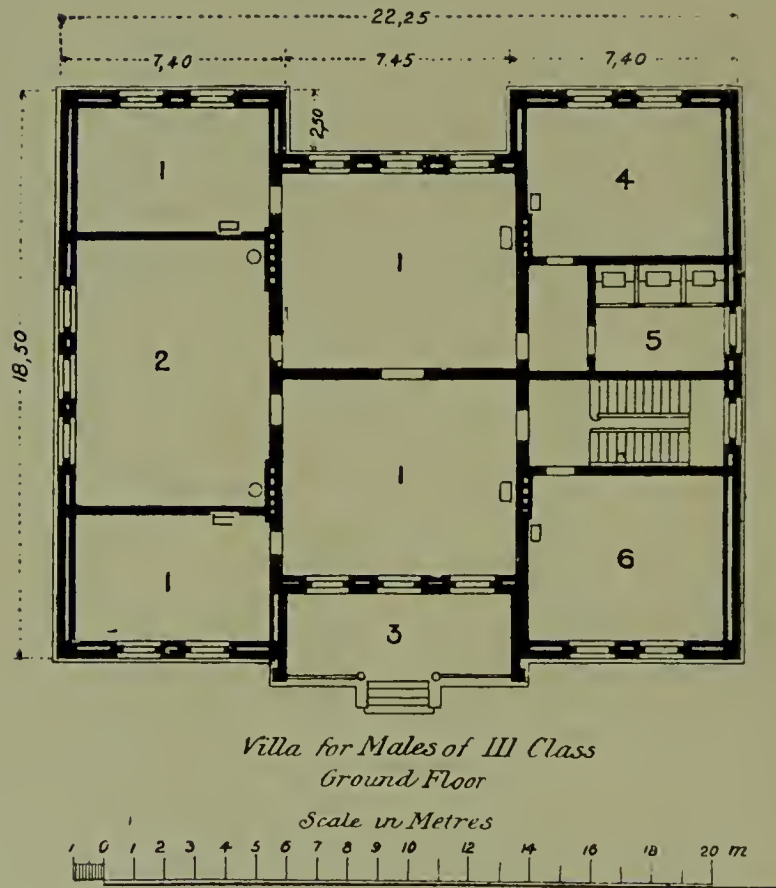 22,25
7,40 7.45 7,40
2,50
18,50
1
4
1
2
5
1
1
6
3
Villa for Males of III Class
Ground Floor
Scale in Metres
1 0 1 2 3 4 5 6 7 8 9 10 12 14 16 18 20 m